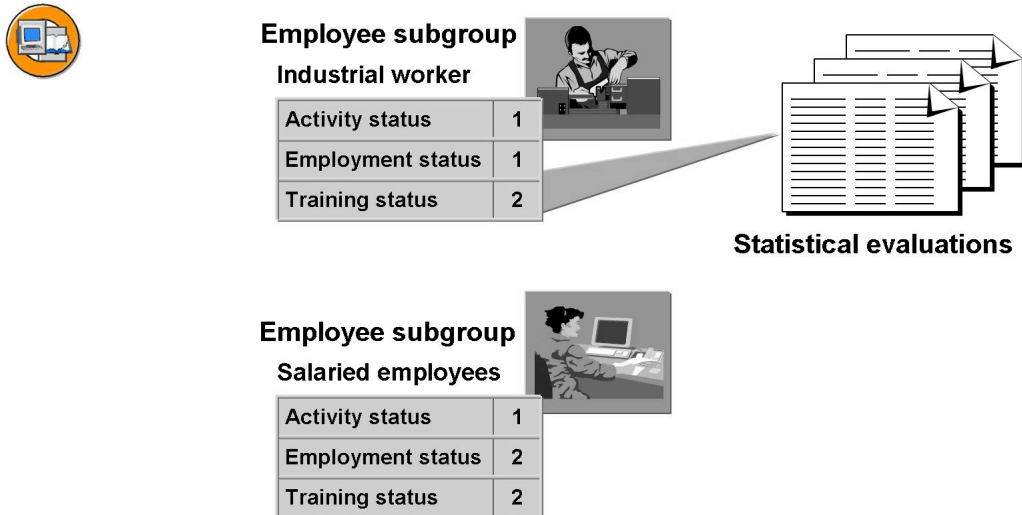 Employee subgroup
Industrial worker
Activity status 1
Employment status 1
Training status 2
Statistical evaluations
Employee subgroup
Salaried employees
Activity status 1
Employment status 2
Training status 2